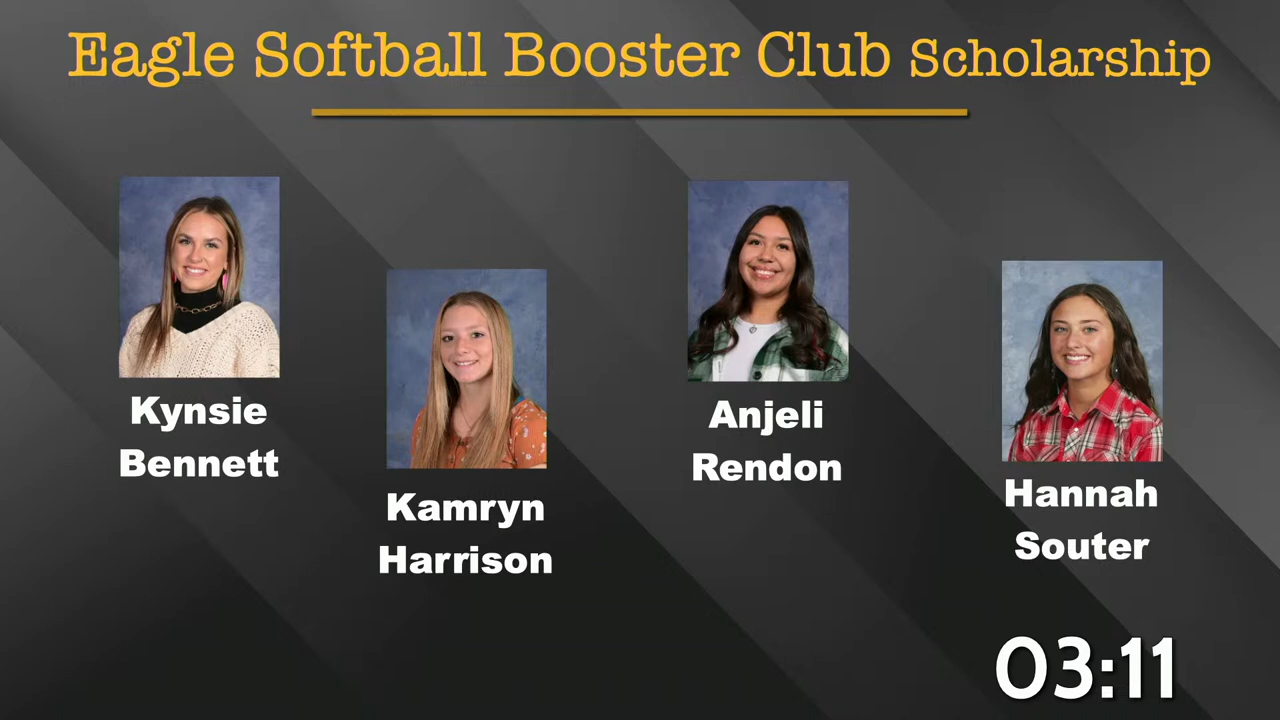 Eagle Softball Booster Club Scholarship
Kynsie
Bennett
Kamryn
Harrison
Anjeli
Rendon
Hannah
Souter
03:11